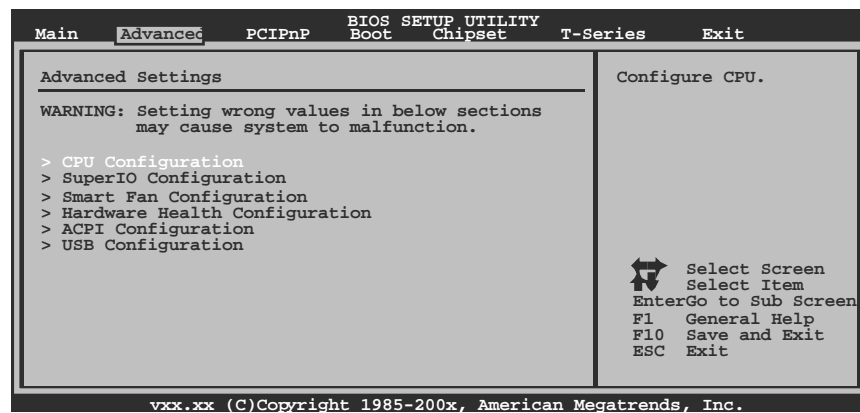 BIOS SETUP UTILITY
Main Advanced PCIPnP Boot Chipset T-Series Exit
Advanced Settings
WARNING: Setting wrong values in below sections
may cause system to malfunction.
> CPU Configuration
> SuperIO Configuration
> Smart Fan Configuration
> Hardware Health Configuration
> ACPI Configuration
> USB Configuration
Configure CPU.
Select Screen
Select Item
EnterGo to Sub Screen
F1 General Help
F10 Save and Exit
ESC Exit
vxx.xx (C)Copyright 1985-200x, American Megatrends, Inc.